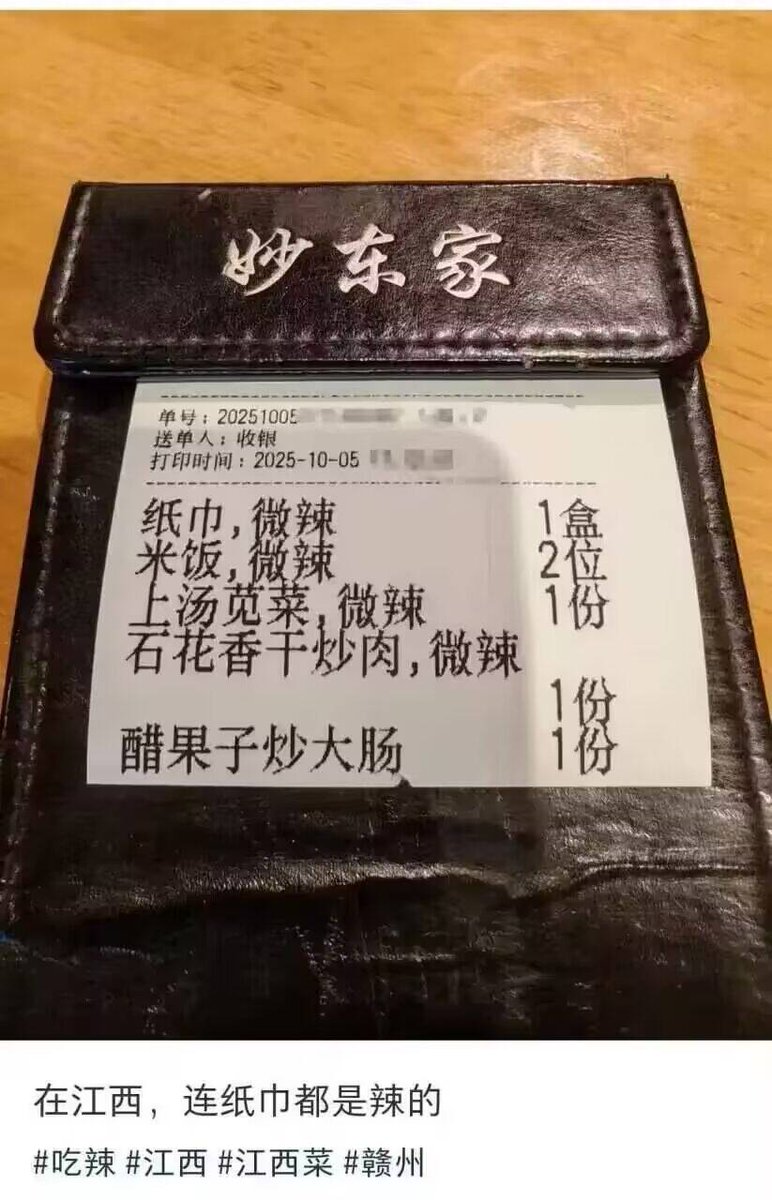 妙东家
单号：20251005
送单人：收银
打印时间：2025-10-05
纸巾,微辣 1盒
米饭,微辣 2位
上汤苋菜,微辣 1份
石花香干炒肉,微辣
1份
醋果子炒大肠 1份
在江西，连纸巾都是辣的
#吃辣 #江西 #江西菜 #赣州